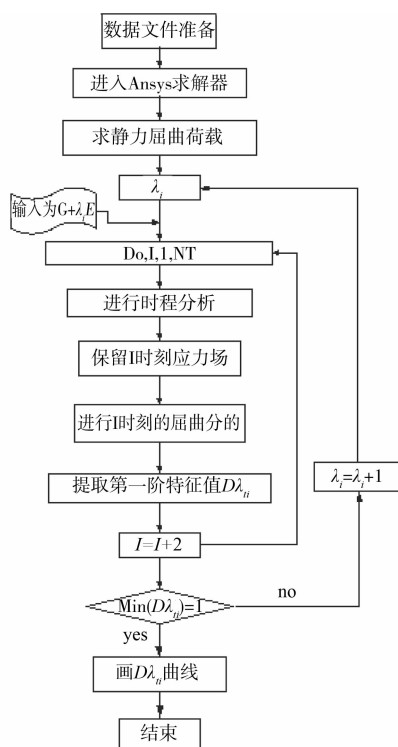 数据文件准备
进入Ansys求解器
求静力屈曲荷载
λi
输入为G+λiE
Do,I,1,NT
进行时程分析
保留I时刻应力场
进行I时刻的屈曲分的
提取第一阶特征值Dλti
λi=λi+1
I=I+2
Min(Dλti)=1
no
yes
画Dλti曲线
结束